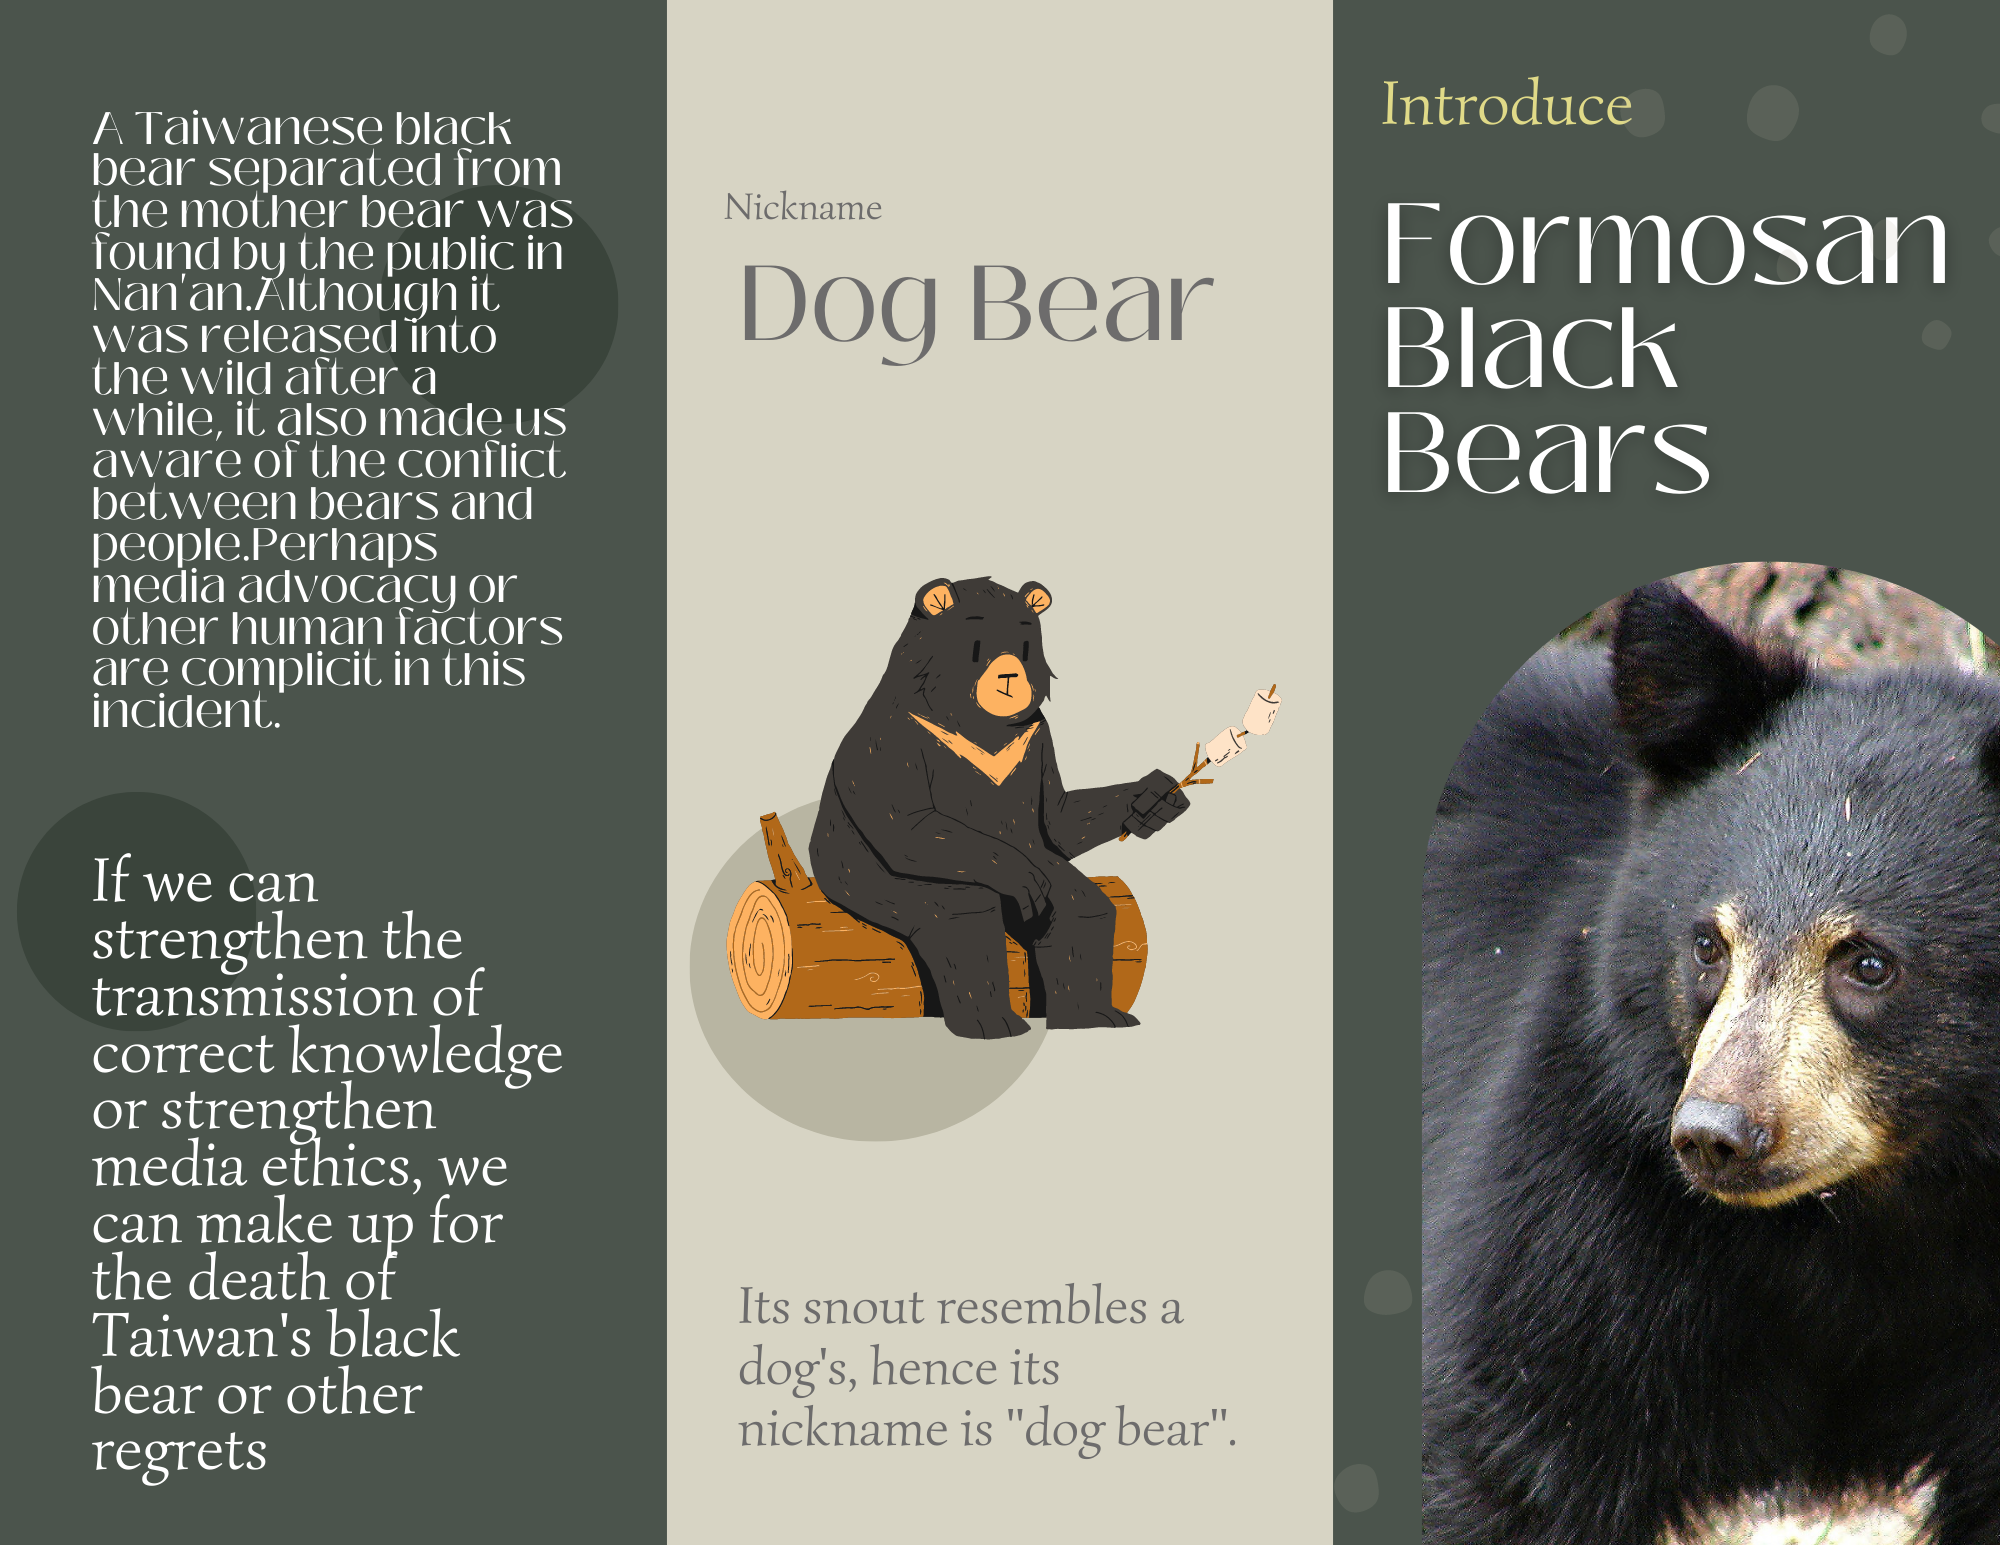 A Taiwanese black
bear separated from
the mother bear was
found by the public in
Nan'an.Although it
was released into
the wild after a
while, it also made us
aware of the conflict
between bears and
people.Perhaps
media advocacy or
other human factors
are complicit in this
incident.
If we can
strengthen the
transmission of
correct knowledge
or strengthen
media ethics, we
can make up for
the death of
Taiwan's black
bear or other
regrets
Nickname
Dog Bear
Its snout resembles a
dog's, hence its
nickname is "dog bear".
Introduce
Formosan
Black
Bears